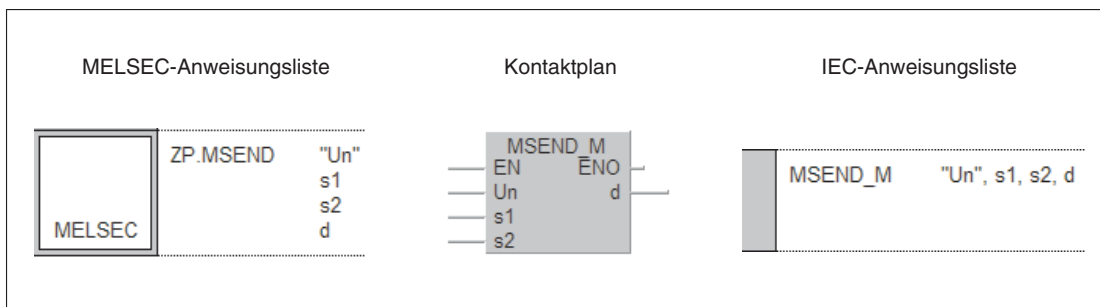 MELSEC-Anweisungsliste
Kontaktplan
IEC-Anweisungsliste
MELSEC
ZP.MSEND "Un"
s1
s2
d
MSEND_M
EN ENO
Un d
s1
s2
MSEND_M "Un", s1, s2, d